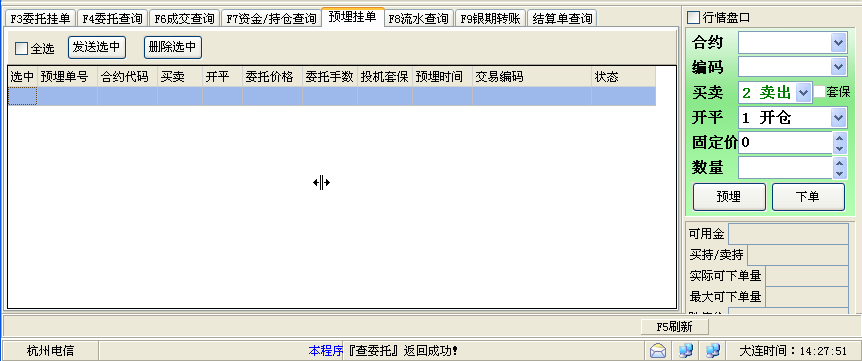 F3委托挂单 F4委托查询 F6成交查询 F7资金/持仓查询 预埋挂单 F8流水查询 F9银期转账 结算单查询
全选 发送选中 删除选中
选中 预埋单号 合约代码 买卖 开平 委托价格 委托手数 投机套保 预埋时间 交易编码 状态
行情盘口
合约
编码
买卖 2 卖出 套保
开平 1 开仓
固定价 0
数量
预埋 下单
可用金
买持/卖持
实际可下单量
最大可下单量
F5刷新
杭州电信 本程序『查委托』返回成功! 大连时间：14:27:51